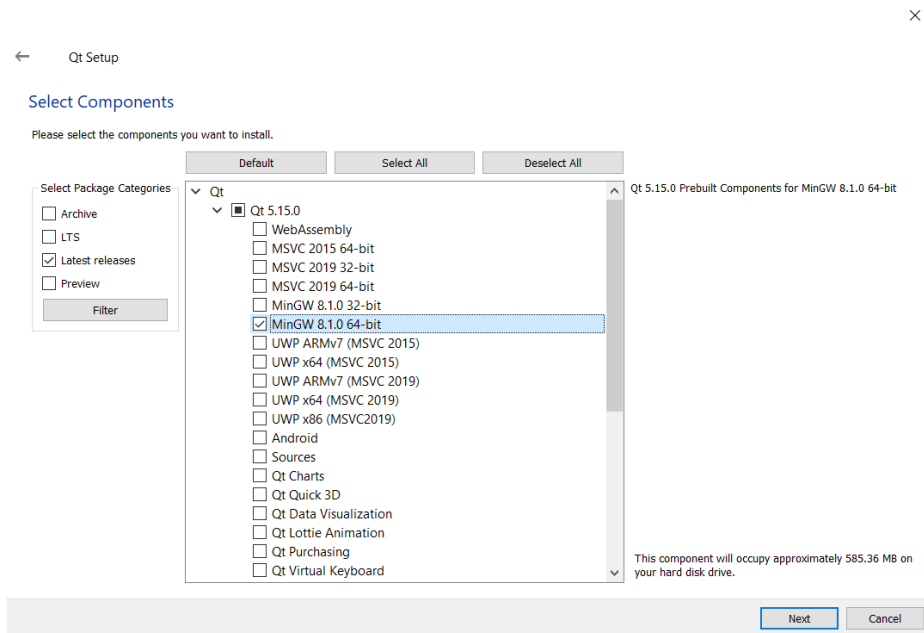 Qt Setup
Select Components
Please select the components you want to install.
Default
Select All
Deselect All
Select Package Categories
Archive
LTS
Latest releases
Preview
Filter
Qt
Qt 5.15.0
WebAssembly
MSVC 2015 64-bit
MSVC 2019 32-bit
MSVC 2019 64-bit
MinGW 8.1.0 32-bit
MinGW 8.1.0 64-bit
UWP ARMv7 (MSVC 2015)
UWP x64 (MSVC 2015)
UWP ARMv7 (MSVC 2019)
UWP x64 (MSVC 2019)
UWP x86 (MSVC2019)
Android
Sources
Qt Charts
Qt Quick 3D
Qt Data Visualization
Qt Lottie Animation
Qt Purchasing
Qt Virtual Keyboard
Qt 5.15.0 Prebuilt Components for MinGW 8.1.0 64-bit
This component will occupy approximately 585.36 MB on
your hard disk drive.
Next
Cancel